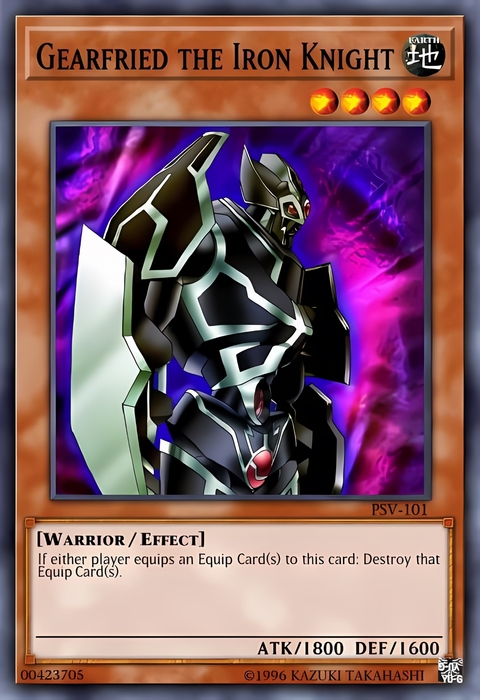 Gearfried the Iron Knight
EARTH
地
PSV-101
[Warrior / Effect]
If either player equips an Equip Card(s) to this card: Destroy that
Equip Card(s).
ATK/1800 DEF/1600
00423705
©1996 KAZUKI TAKAHASHI